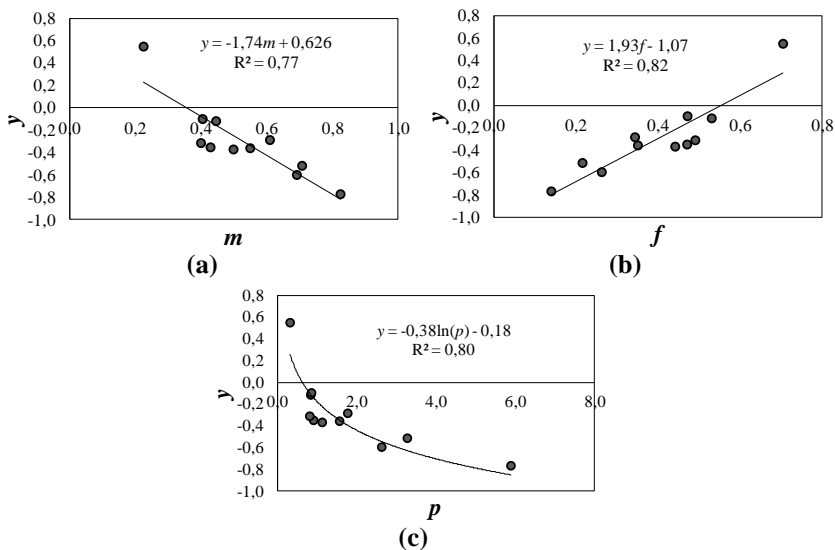 0,8
0,6
0,4
0,2
0,0
-0,2
-0,4
-0,6
-0,8
-1,0
0,0 0,2 0,4 0,6 0,8 1,0
y
y = -1,74m + 0,626
R² = 0,77
m
(a)
0,8
0,6
0,4
0,2
0,0
-0,2
-0,4
-0,6
-0,8
-1,0
0,0 0,2 0,4 0,6 0,8
y
y = 1,93f - 1,07
R² = 0,82
f
(b)
0,8
0,6
0,4
0,2
0,0
-0,2
-0,4
-0,6
-0,8
-1,0
0,0 2,0 4,0 6,0 8,0
y
y = -0,38ln(p) - 0,18
R² = 0,80
p
(c)